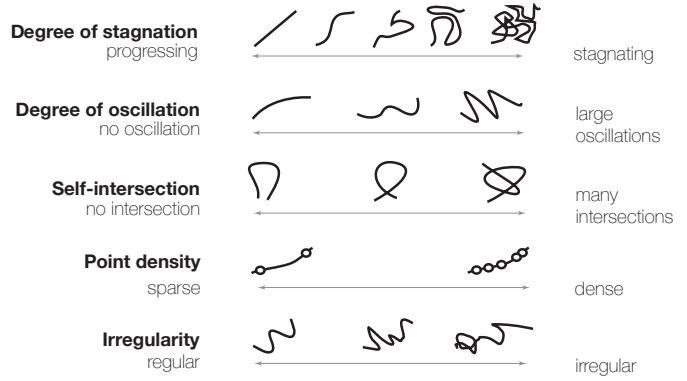 Degree of stagnation
progressing
stagnating
Degree of oscillation
no oscillation
large
oscillations
Self-intersection
no intersection
many
intersections
Point density
sparse
dense
Irregularity
regular
irregular